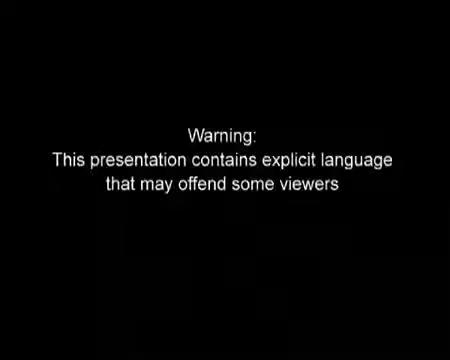 Warning:
This presentation contains explicit language
that may offend some viewers